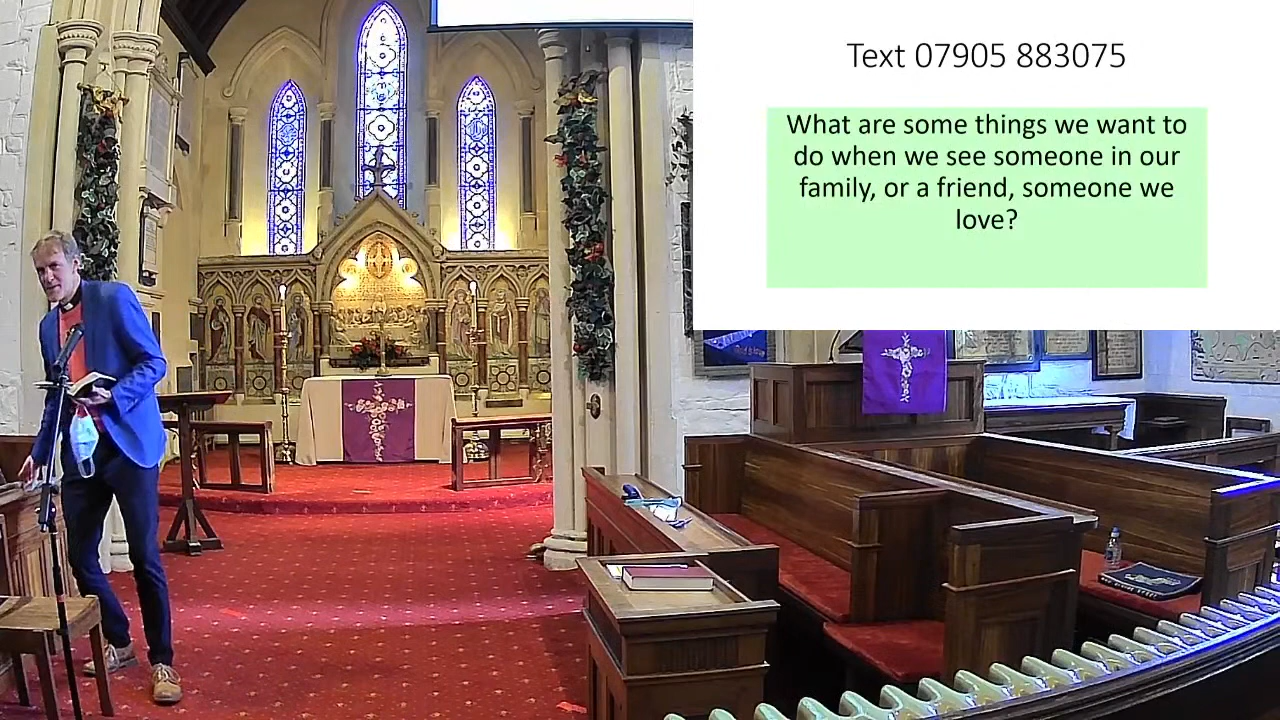 Text 07905 883075
What are some things we want to
do when we see someone in our
family, or a friend, someone we
love?